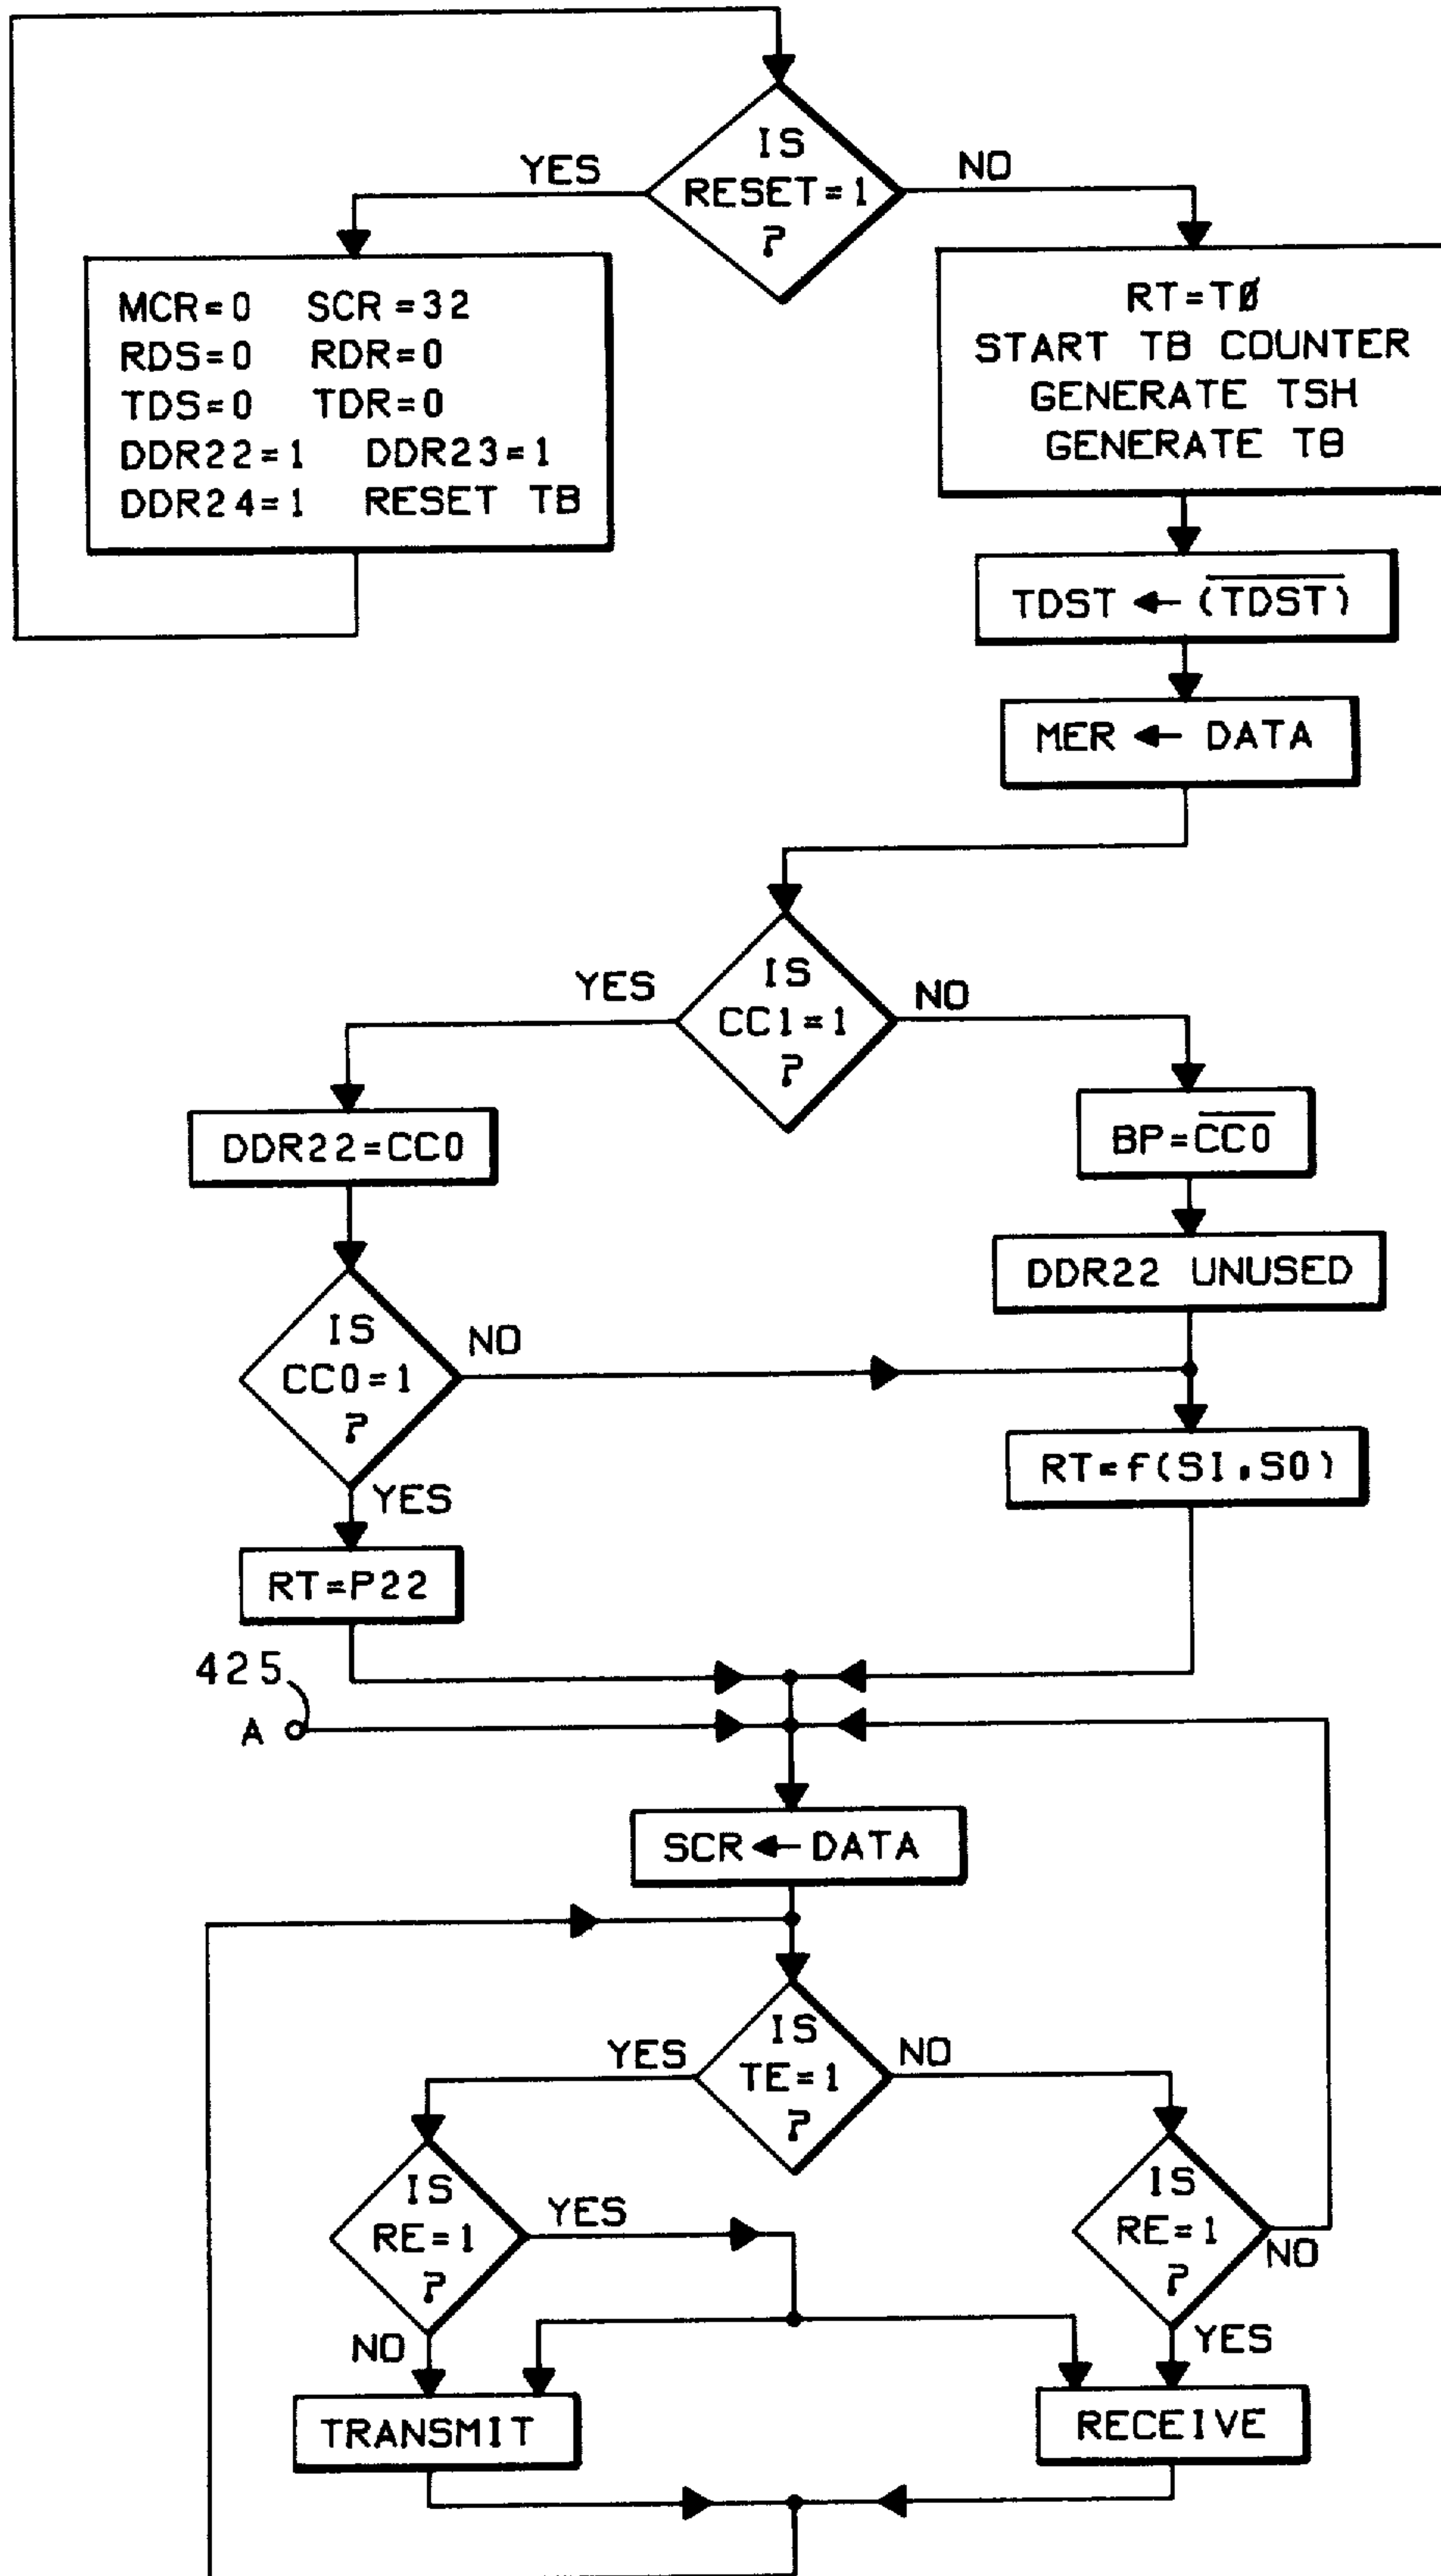 IS
RESET=1
?
YES
NO
MCR=0 SCR=32
RDS=0 RDR=0
TDS=0 TDR=0
DDR22=1 DDR23=1
DDR24=1 RESET TB
RT=TØ
START TB COUNTER
GENERATE TSH
GENERATE TB
TDST ← (T̅D̅S̅T̅)
MER ← DATA
IS
CC1=1
?
YES
NO
DDR22=CC0
BP=C̅C̅0̅
DDR22 UNUSED
IS
CC0=1
?
NO
YES
RT=f(SI,S0)
RT=P22
425
A
SCR ← DATA
IS
TE=1
?
YES
NO
IS
RE=1
?
YES
NO
IS
RE=1
?
NO
YES
TRANSMIT
RECEIVE